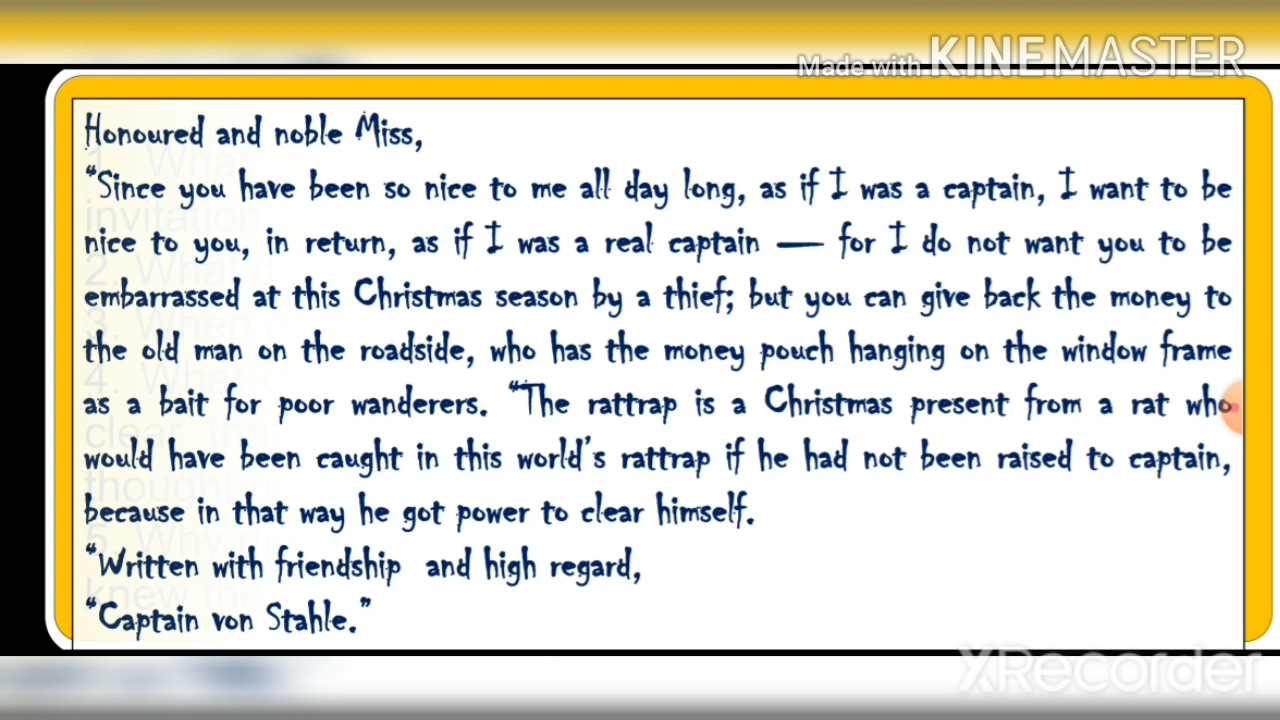 Made with KINEMASTER
Honoured and noble Miss,
“Since you have been so nice to me all day long, as if I was a captain, I want to be
nice to you, in return, as if I was a real captain — for I do not want you to be
embarrassed at this Christmas season by a thief; but you can give back the money to
the old man on the roadside, who has the money pouch hanging on the window frame
as a bait for poor wanderers. “The rattrap is a Christmas present from a rat who
would have been caught in this world’s rattrap if he had not been raised to captain,
because in that way he got power to clear himself.
“Written with friendship and high regard,
“Captain von Stahle.”
XRecorder